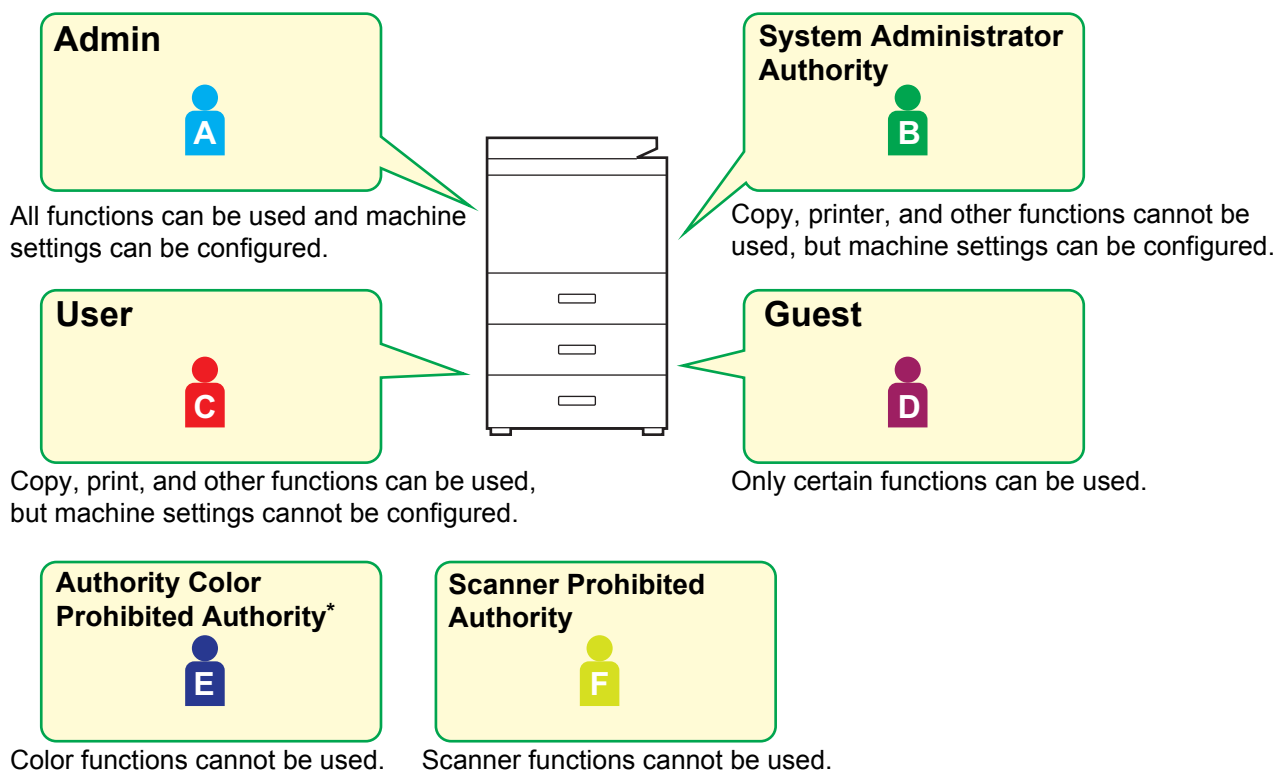 Admin
A
All functions can be used and machine
settings can be configured.
System Administrator
Authority
B
Copy, printer, and other functions cannot be
used, but machine settings can be configured.
User
C
Copy, print, and other functions can be used,
but machine settings cannot be configured.
Guest
D
Only certain functions can be used.
Authority Color
Prohibited Authority*
E
Color functions cannot be used.
Scanner Prohibited
Authority
F
Scanner functions cannot be used.